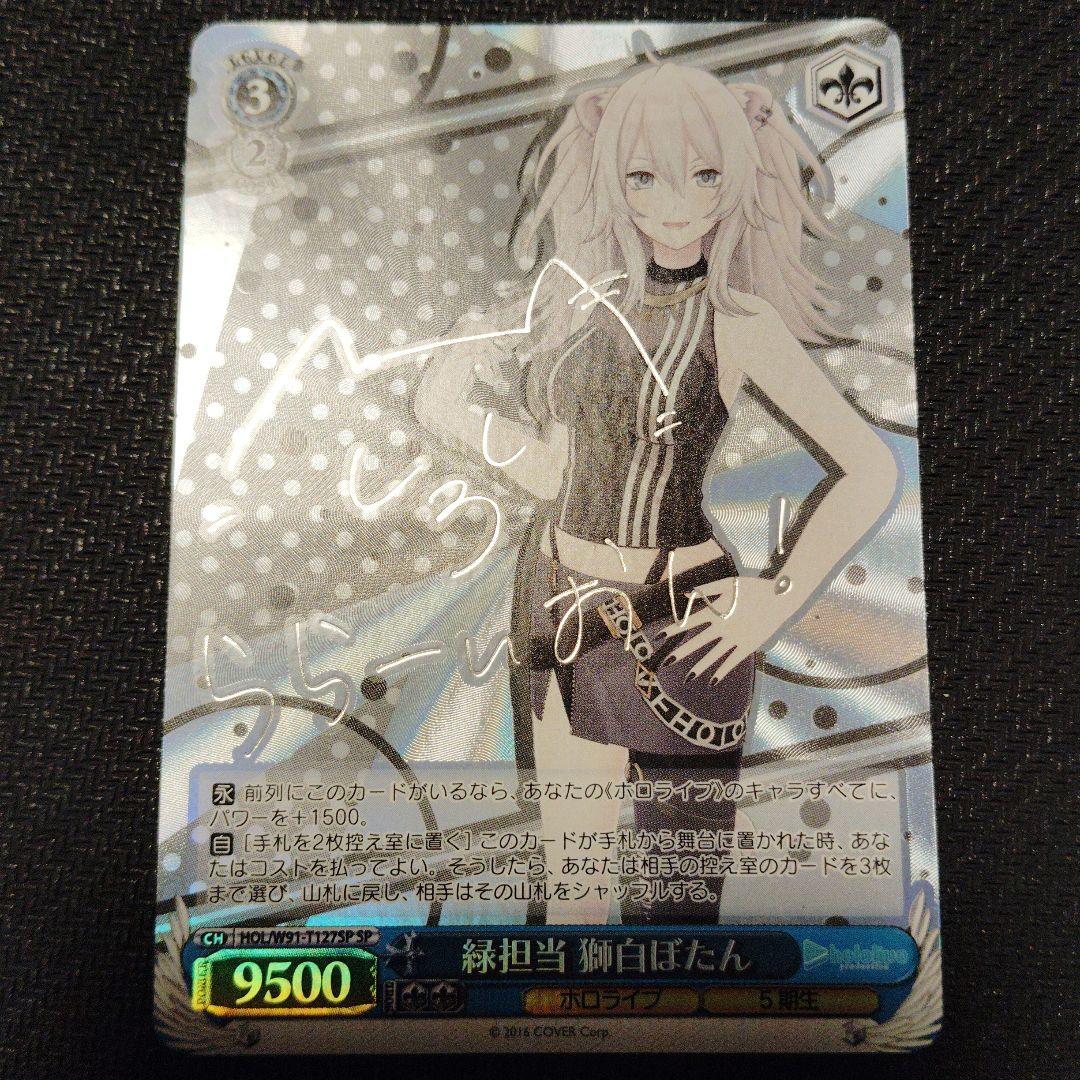 LEVEL
3
2
COST
しし
しろ
ららーいおん!
HOLO
HOLO
永 前列にこのカードがいるなら、あなたの《ホロライブ》のキャラすべてに、
パワーを+1500。
自 [手札を2枚控え室に置く] このカードが手札から舞台に置かれた時、あな
たはコストを払ってよい。そうしたら、あなたは相手の控え室のカードを3枚
まで選び、山札に戻し、相手はその山札をシャッフルする。
CH HOL/W91-T127SP SP
POWER 9500
緑担当 獅白ぼたん
hololive
production
ホロライブ 5期生
© 2016 COVER Corp.